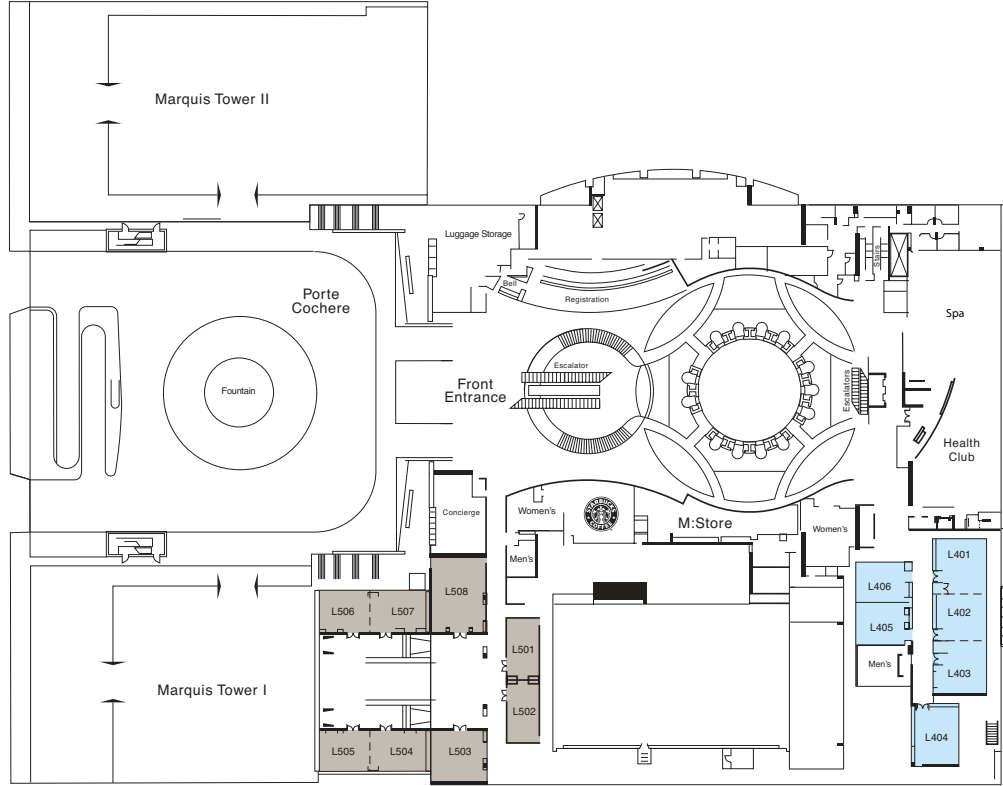 Marquis Tower II
Luggage Storage
Stairs
Bell
Registration
Porte
Cochere
Spa
Fountain
Front
Entrance
Escalator
Escalators
Health
Club
Concierge
Women's
STARBUCKS
COFFEE
M:Store
Women's
Men's
L401
L406
L402
L405
L508
L506
L507
L501
Men's
L403
Marquis Tower I
L502
L404
L505
L504
L503